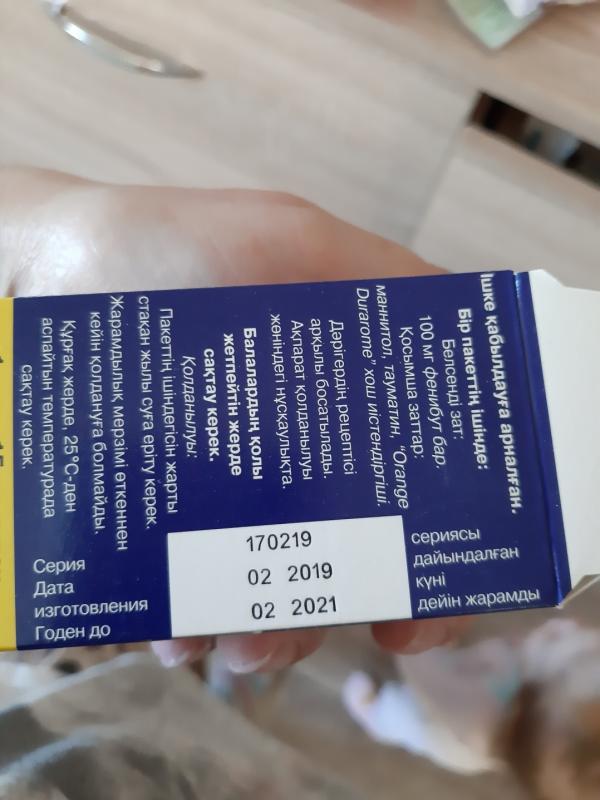 Ішке қабылдауға арналған.
Бір пакеттің ішінде:
Белсенді зат:
100 мг фенибут бар.
Қосымша заттар:
маннитол, тауматин, "Orange
Durarome" хош иістендіргіші.
Дәрігердің рецептісі
арқылы босатылады.
Ақпарат қолданылуы
жөніндегі нұсқаулықта.
Балалардың қолы
жетпейтін жерде
сақтау керек.
Қолданылуы:
Пакеттің ішіндегісін жарты
стақан жылы суға еріту керек.
Жарамдылық мерзімі өткеннен
кейін қолдануға болмайды.
Құрғақ жерде, 25°С-ден
аспайтын температурада
сақтау керек.
Серия 170219 сериясы
Дата
изготовления 02 2019 дайындалған
күні
Годен до 02 2021 дейін жарамды